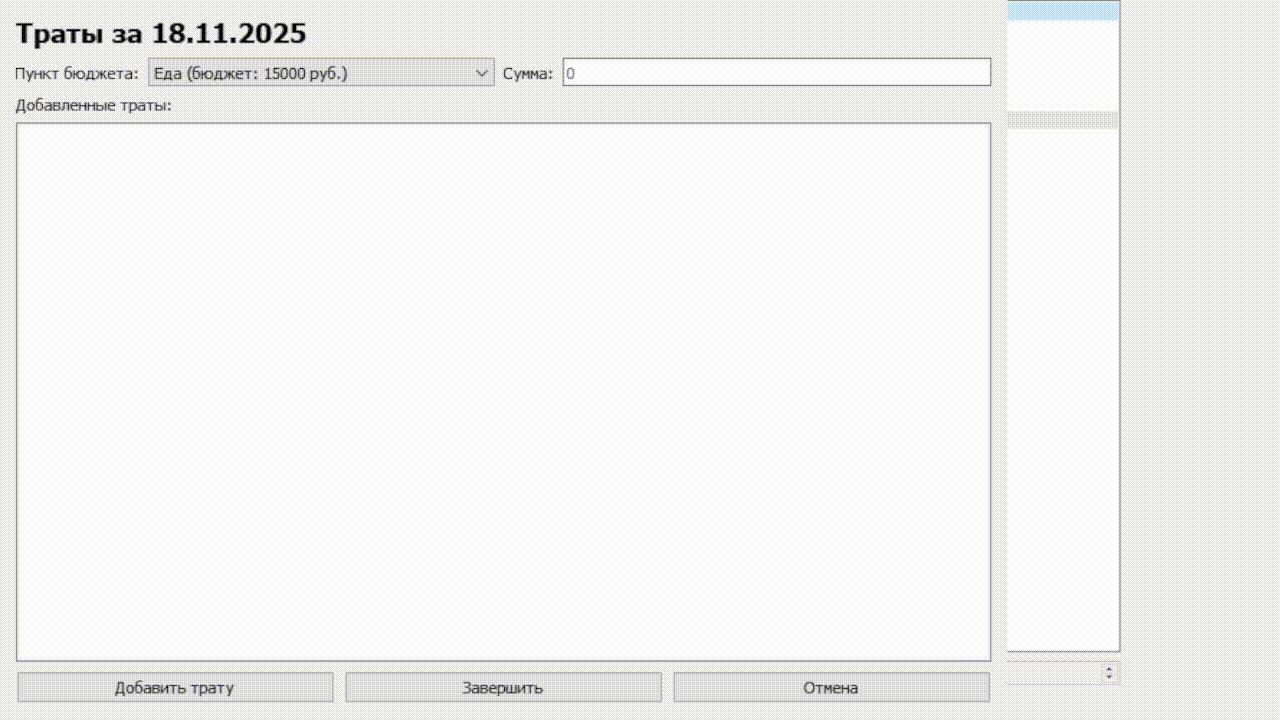 Траты за 18.11.2025
Пункт бюджета: Еда (бюджет: 15000 руб.) Сумма: 0
Добавленные траты:
Добавить трату Завершить Отмена